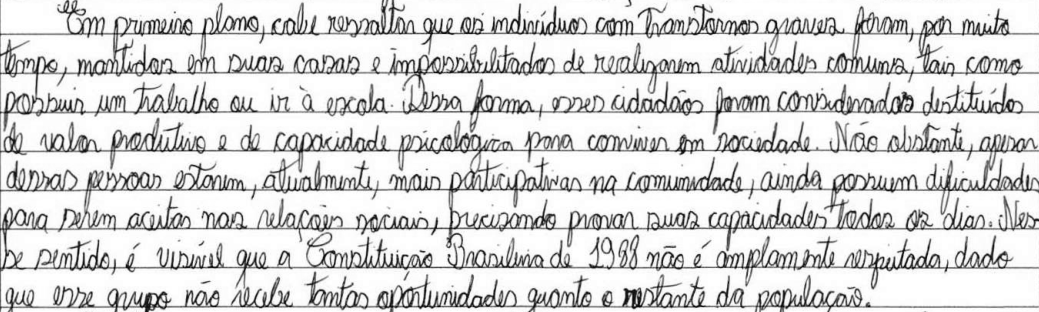 Em primeiro plano, cabe ressaltar que os indivíduos com Transtornos graves foram, por muito
tempo, mantidos em suas casas e impossibilitados de realizarem atividades comuns, tais como
possuir um trabalho ou ir à escola. Dessa forma, esses cidadãos foram considerados destituídos
de valor produtivo e de capacidade psicológica para conviver em sociedade. Não obstante, apesar
dessas pessoas estarem, atualmente, mais participativas na comunidade, ainda possuem dificuldades
para serem aceitas nas relações sociais, precisando provar suas capacidades todos os dias. Nes-
se sentido, é visível que a Constituição Brasileira de 1988 não é amplamente respeitada, dado
que esse grupo não recebe tantas oportunidades quanto o restante da população.